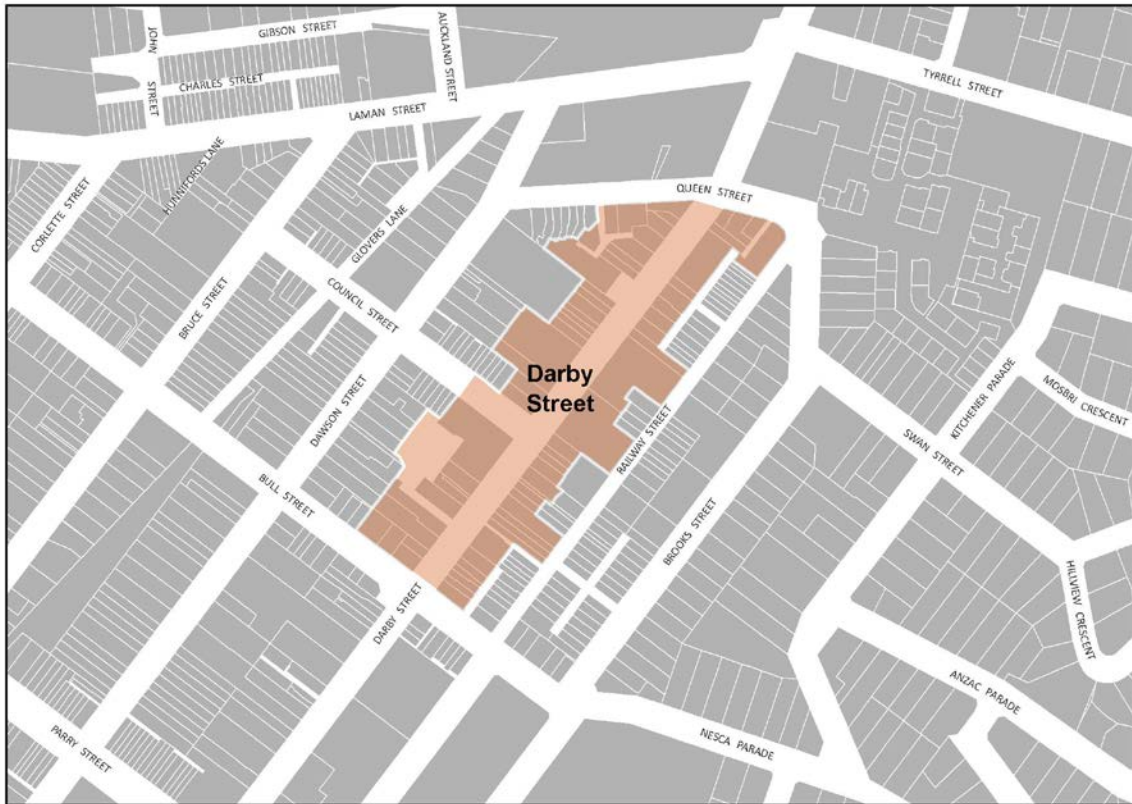 JOHN STREET
GIBSON STREET
AUCKLAND STREET
CHARLES STREET
LAMAN STREET
TYRRELL STREET
HUNNIFORDS LANE
CORLETTE STREET
QUEEN STREET
GLOVERS LANE
BRUCE STREET
COUNCIL STREET
Darby
Street
DAWSON STREET
KITCHENER PARADE
MOSBRI CRESCENT
RAILWAY STREET
SWAN STREET
BULL STREET
BROOKS STREET
DARBY STREET
HILLVIEW CRESCENT
ANZAC PARADE
PARRY STREET
NESCA PARADE